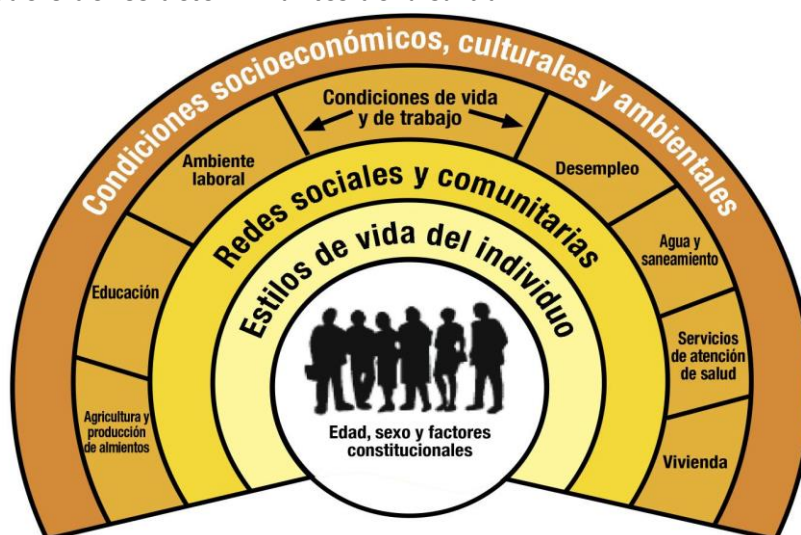 Condiciones socioeconómicos, culturales y ambientales
Condiciones de vida
y de trabajo
Ambiente
laboral
Desempleo
Educación
Agua y
saneamiento
Agricultura y
producción
de almientos
Servicios
de atención
de salud
Vivienda
Redes sociales y comunitarias
Estilos de vida del individuo
Edad, sexo y factores
constitucionales